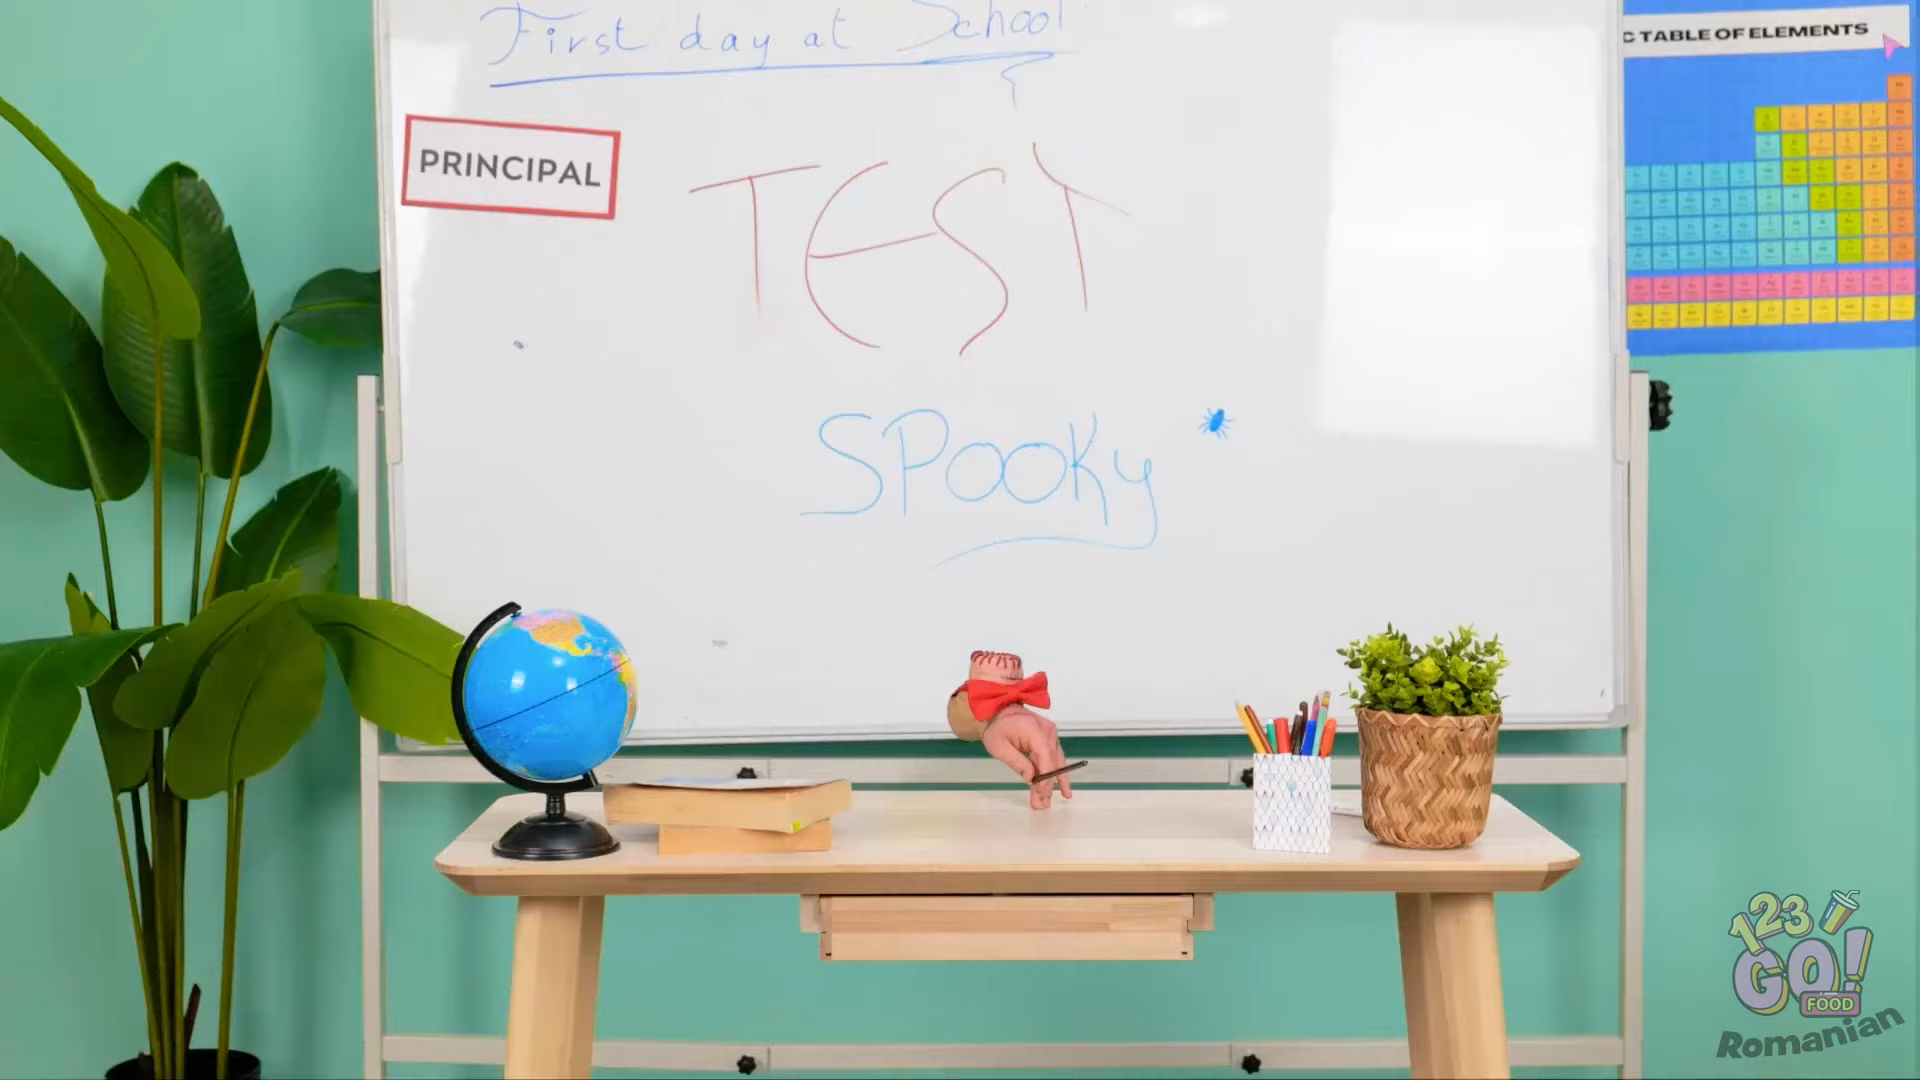 First day at School
C TABLE OF ELEMENTS
PRINCIPAL
TEST
SPOOKY
123
GO!
FOOD
Romanian